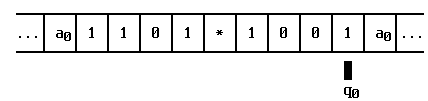 ... a₀ 1 1 0 1 * 1 0 0 1 a₀ ...
q₀